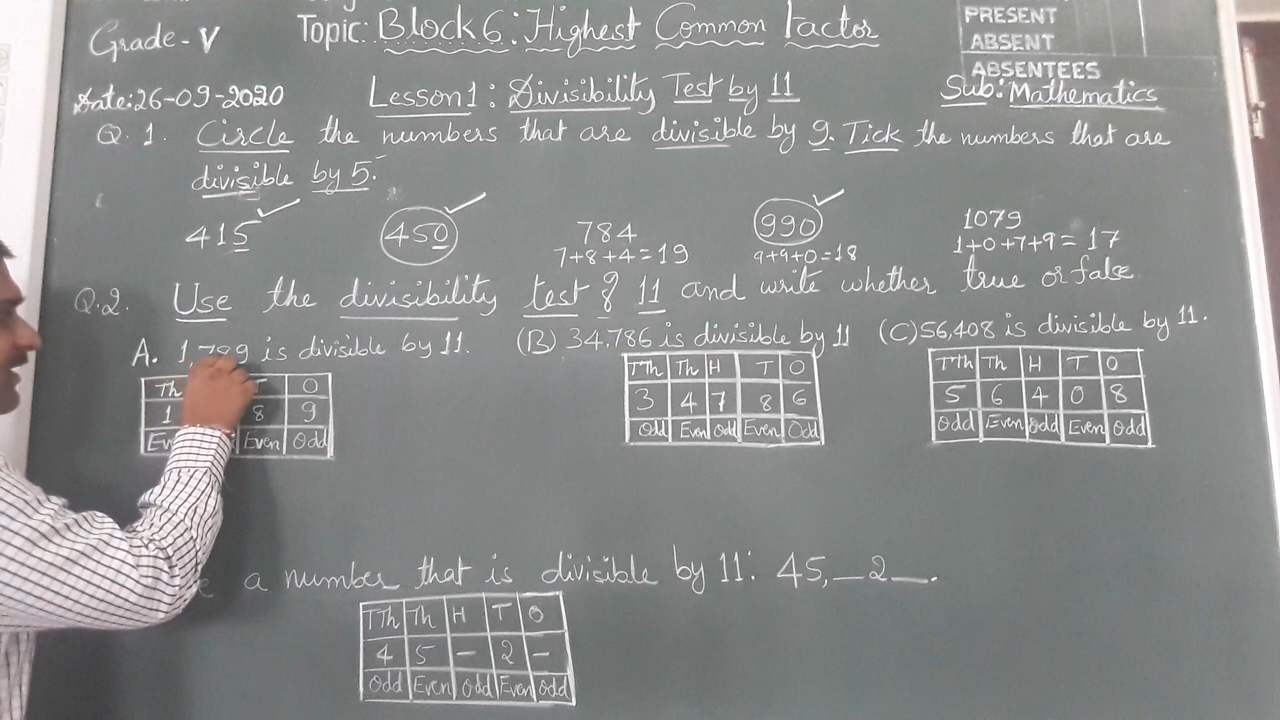 PRESENT
ABSENT
ABSENTEES
Grade-V Topic: Block 6: Highest Common Factor
Date: 26-09-2020 Lesson 1: Divisibility Test by 11 Sub: Mathematics
Q. 1. Circle the numbers that are divisible by 9. Tick the numbers that are
divisible by 5.
415 450 784 990 1079
7+8+4=19 9+9+0=18 1+0+7+9=17
Q.2. Use the divisibility test of 11 and write whether true or false
A. 1,789 is divisible by 11. (B) 34,786 is divisible by 11 (C) 56,408 is divisible by 11.
Th T O
1 8 9
Even Odd
TTh Th H T O
3 4 7 8 6
Odd Even Odd Even Odd
TTh Th H T O
5 6 4 0 8
Odd Even Odd Even Odd
a number that is divisible by 11: 45,_2_.
TTh Th H T O
4 5 - 2 -
Odd Even Odd Even Odd